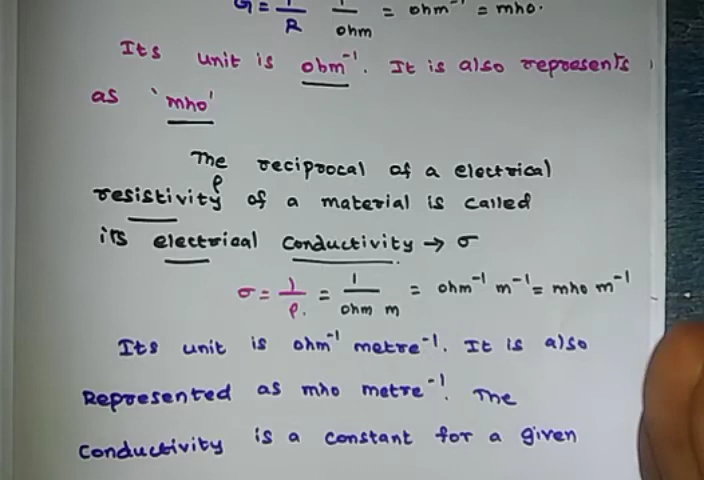 G = 1/R 1/ohm = ohm⁻¹ = mho.
Its unit is ohm⁻¹. It is also represents
as 'mho'
The reciprocal of a electrical
ρ
resistivity of a material is called
its electrical conductivity → σ
σ = 1/ρ. = 1/ohm m = ohm⁻¹ m⁻¹ = mho m⁻¹
Its unit is ohm⁻¹ metre⁻¹. It is also
Represented as mho metre⁻¹. The
conductivity is a constant for a given